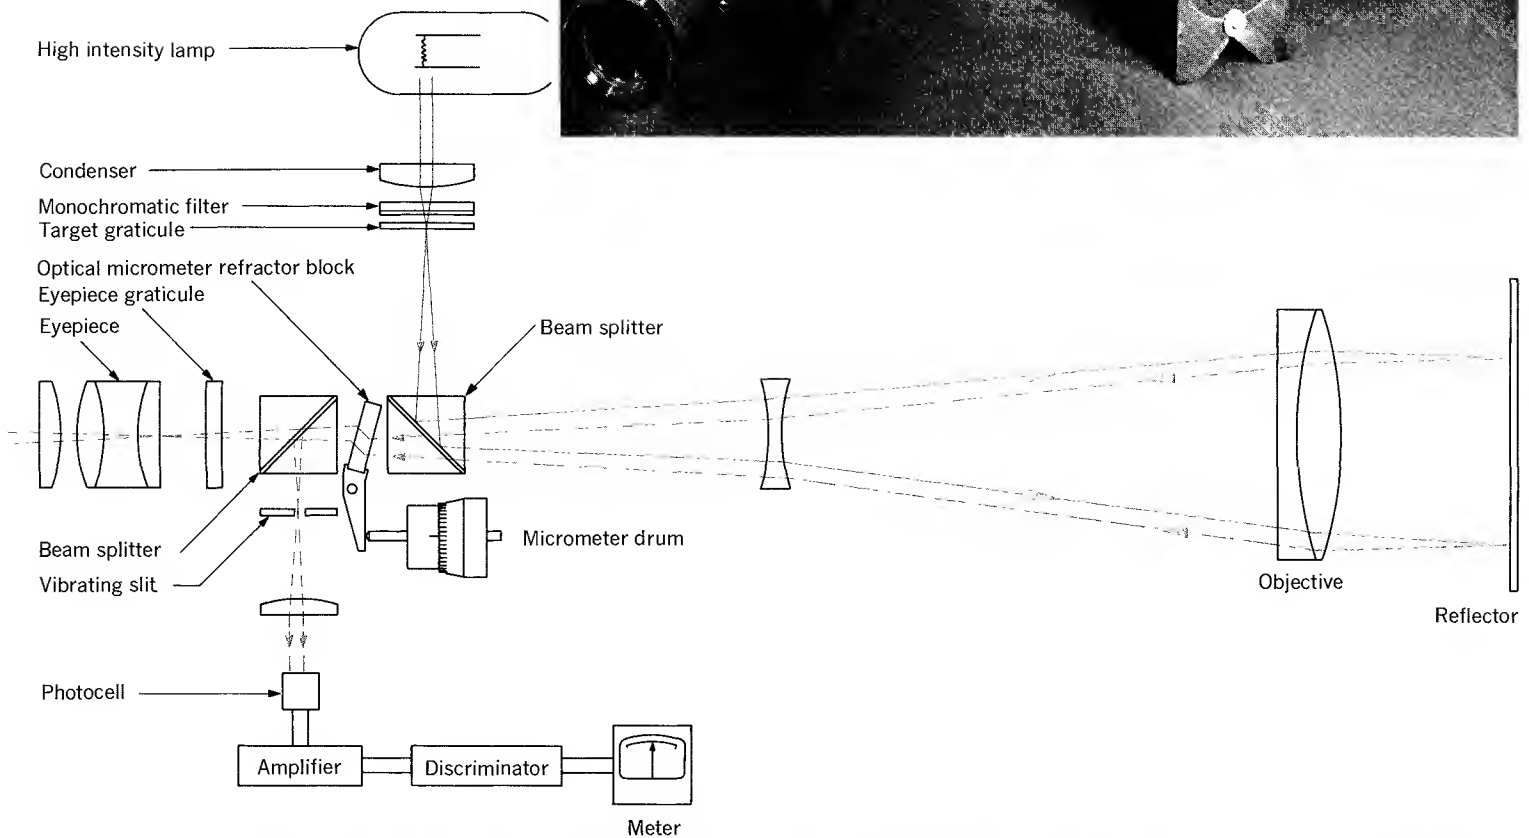 High intensity lamp
Condenser
Monochromatic filter
Target graticule
Optical micrometer refractor block
Eyepiece graticule
Eyepiece
Beam splitter
Micrometer drum
Beam splitter
Vibrating slit
Objective
Reflector
Photocell
Amplifier
Discriminator
Meter